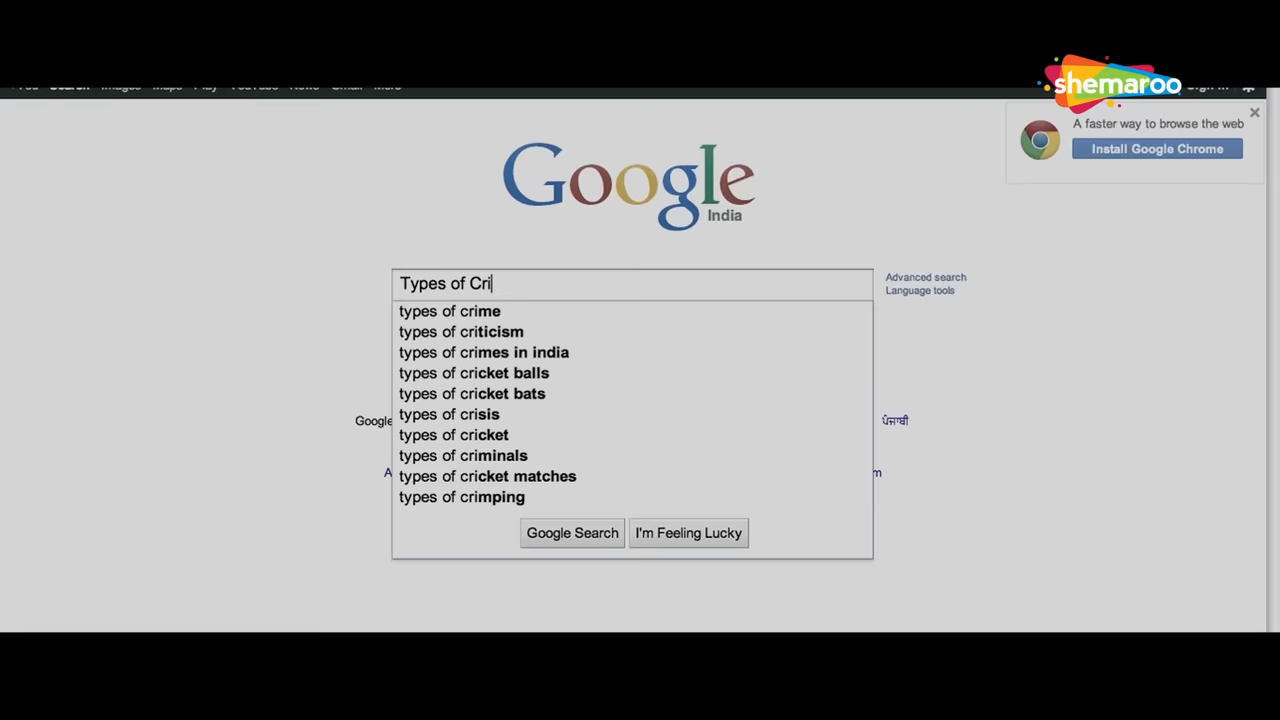 shemaroo
A faster way to browse the web
Install Google Chrome
Google
India
Types of Cri
Advanced search
Language tools
types of crime
types of criticism
types of crimes in india
types of cricket balls
types of cricket bats
types of crisis
Google
ਪੰਜਾਬੀ
types of cricket
types of criminals
types of cricket matches
types of crimping
Google Search
I'm Feeling Lucky